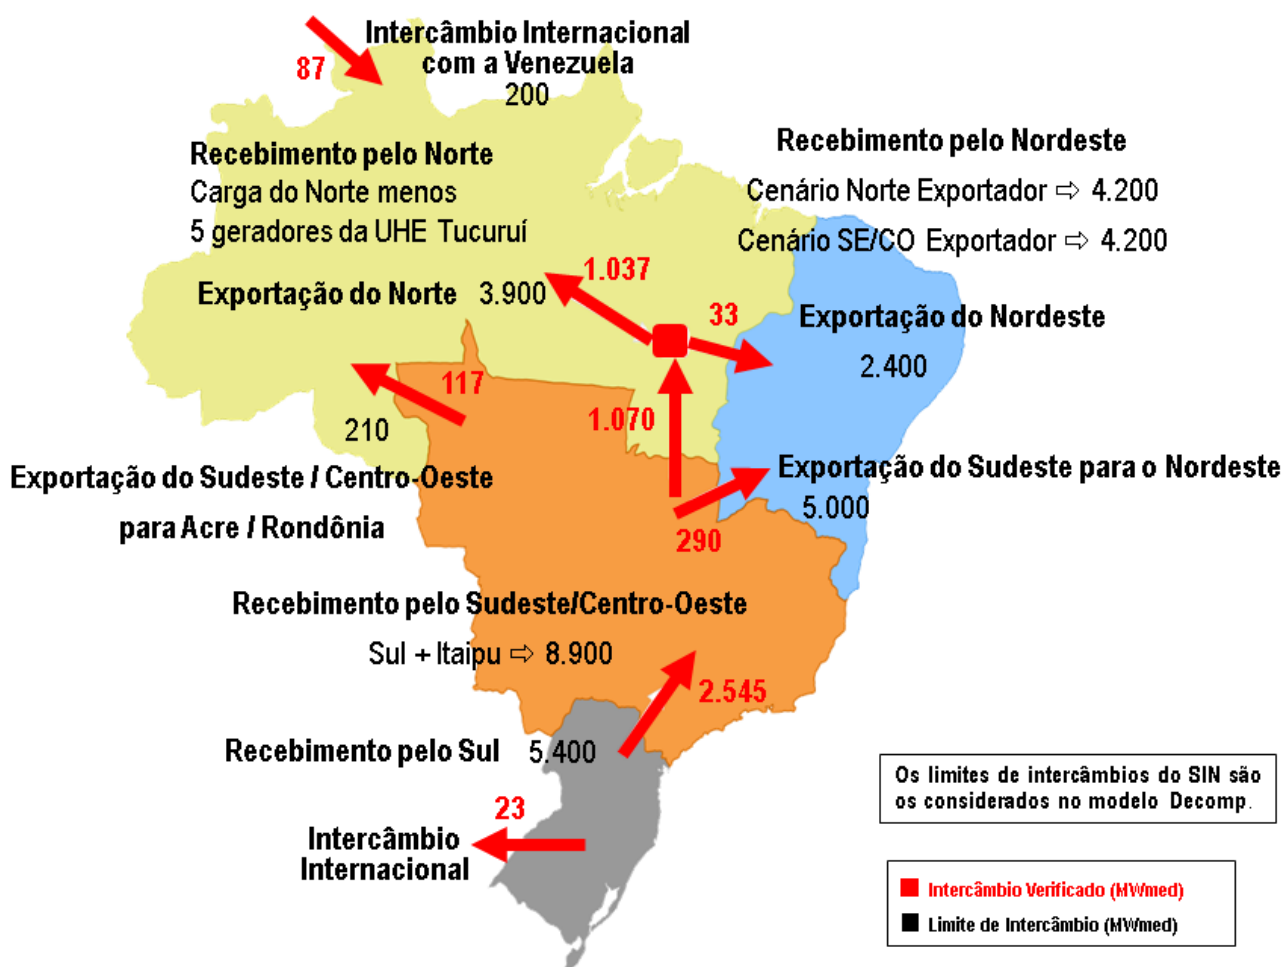 Intercâmbio Internacional
com a Venezuela
200
87
Recebimento pelo Norte
Carga do Norte menos
5 geradores da UHE Tucuruí
Recebimento pelo Nordeste
Cenário Norte Exportador ⇨ 4.200
Cenário SE/CO Exportador ⇨ 4.200
1.037
Exportação do Norte 3.900
33
Exportação do Nordeste
2.400
117
210
1.070
Exportação do Sudeste / Centro-Oeste
para Acre / Rondônia
Exportação do Sudeste para o Nordeste
5.000
290
Recebimento pelo Sudeste/Centro-Oeste
Sul + Itaipu ⇨ 8.900
2.545
Recebimento pelo Sul 5.400
23
Intercâmbio
Internacional
Os limites de intercâmbios do SIN são
os considerados no modelo Decomp.
Intercâmbio Verificado (MWmed)
Limite de Intercâmbio (MWmed)